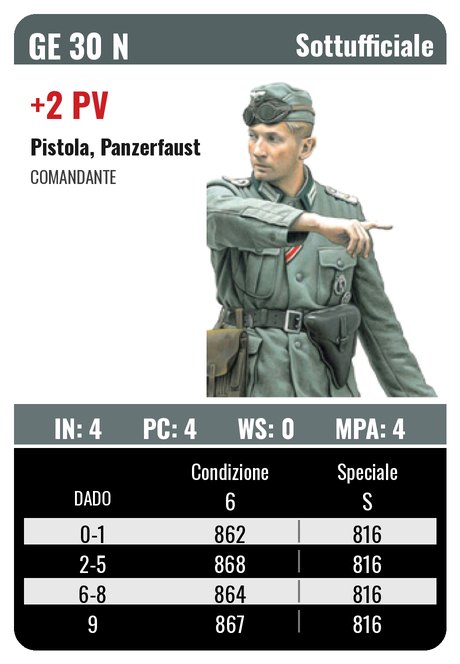 GE 30 N Sottufficiale
+2 PV
Pistola, Panzerfaust
COMANDANTE
IN: 4 PC: 4 WS: 0 MPA: 4
Condizione Speciale
DADO 6 S
0-1 862 816
2-5 868 816
6-8 864 816
9 867 816